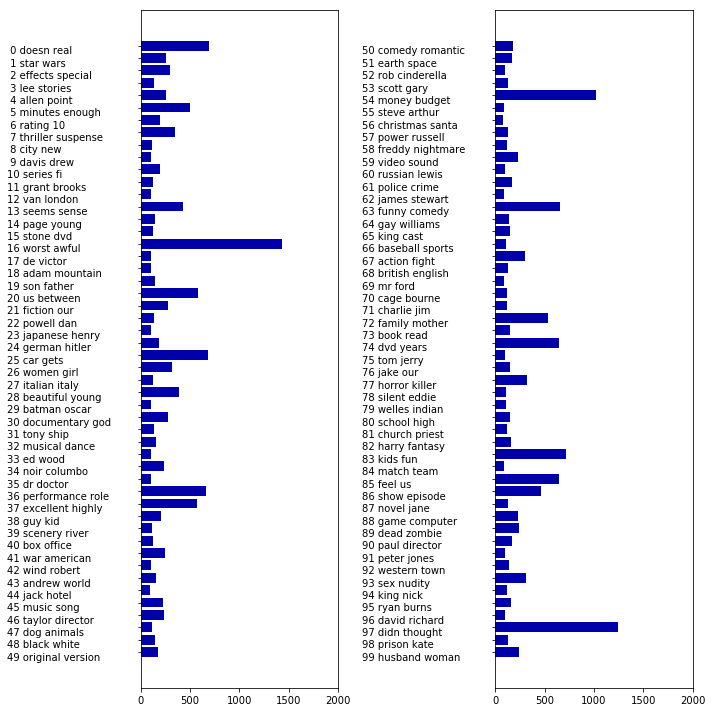 0 doesn real
1 star wars
2 effects special
3 lee stories
4 allen point
5 minutes enough
6 rating 10
7 thriller suspense
8 city new
9 davis drew
10 series fi
11 grant brooks
12 van london
13 seems sense
14 page young
15 stone dvd
16 worst awful
17 de victor
18 adam mountain
19 son father
20 us between
21 fiction our
22 powell dan
23 japanese henry
24 german hitler
25 car gets
26 women girl
27 italian italy
28 beautiful young
29 batman oscar
30 documentary god
31 tony ship
32 musical dance
33 ed wood
34 noir columbo
35 dr doctor
36 performance role
37 excellent highly
38 guy kid
39 scenery river
40 box office
41 war american
42 wind robert
43 andrew world
44 jack hotel
45 music song
46 taylor director
47 dog animals
48 black white
49 original version
0 500 1000 1500 2000
50 comedy romantic
51 earth space
52 rob cinderella
53 scott gary
54 money budget
55 steve arthur
56 christmas santa
57 power russell
58 freddy nightmare
59 video sound
60 russian lewis
61 police crime
62 james stewart
63 funny comedy
64 gay williams
65 king cast
66 baseball sports
67 action fight
68 british english
69 mr ford
70 cage bourne
71 charlie jim
72 family mother
73 book read
74 dvd years
75 tom jerry
76 jake our
77 horror killer
78 silent eddie
79 welles indian
80 school high
81 church priest
82 harry fantasy
83 kids fun
84 match team
85 feel us
86 show episode
87 novel jane
88 game computer
89 dead zombie
90 paul director
91 peter jones
92 western town
93 sex nudity
94 king nick
95 ryan burns
96 david richard
97 didn thought
98 prison kate
99 husband woman
0 500 1000 1500 2000